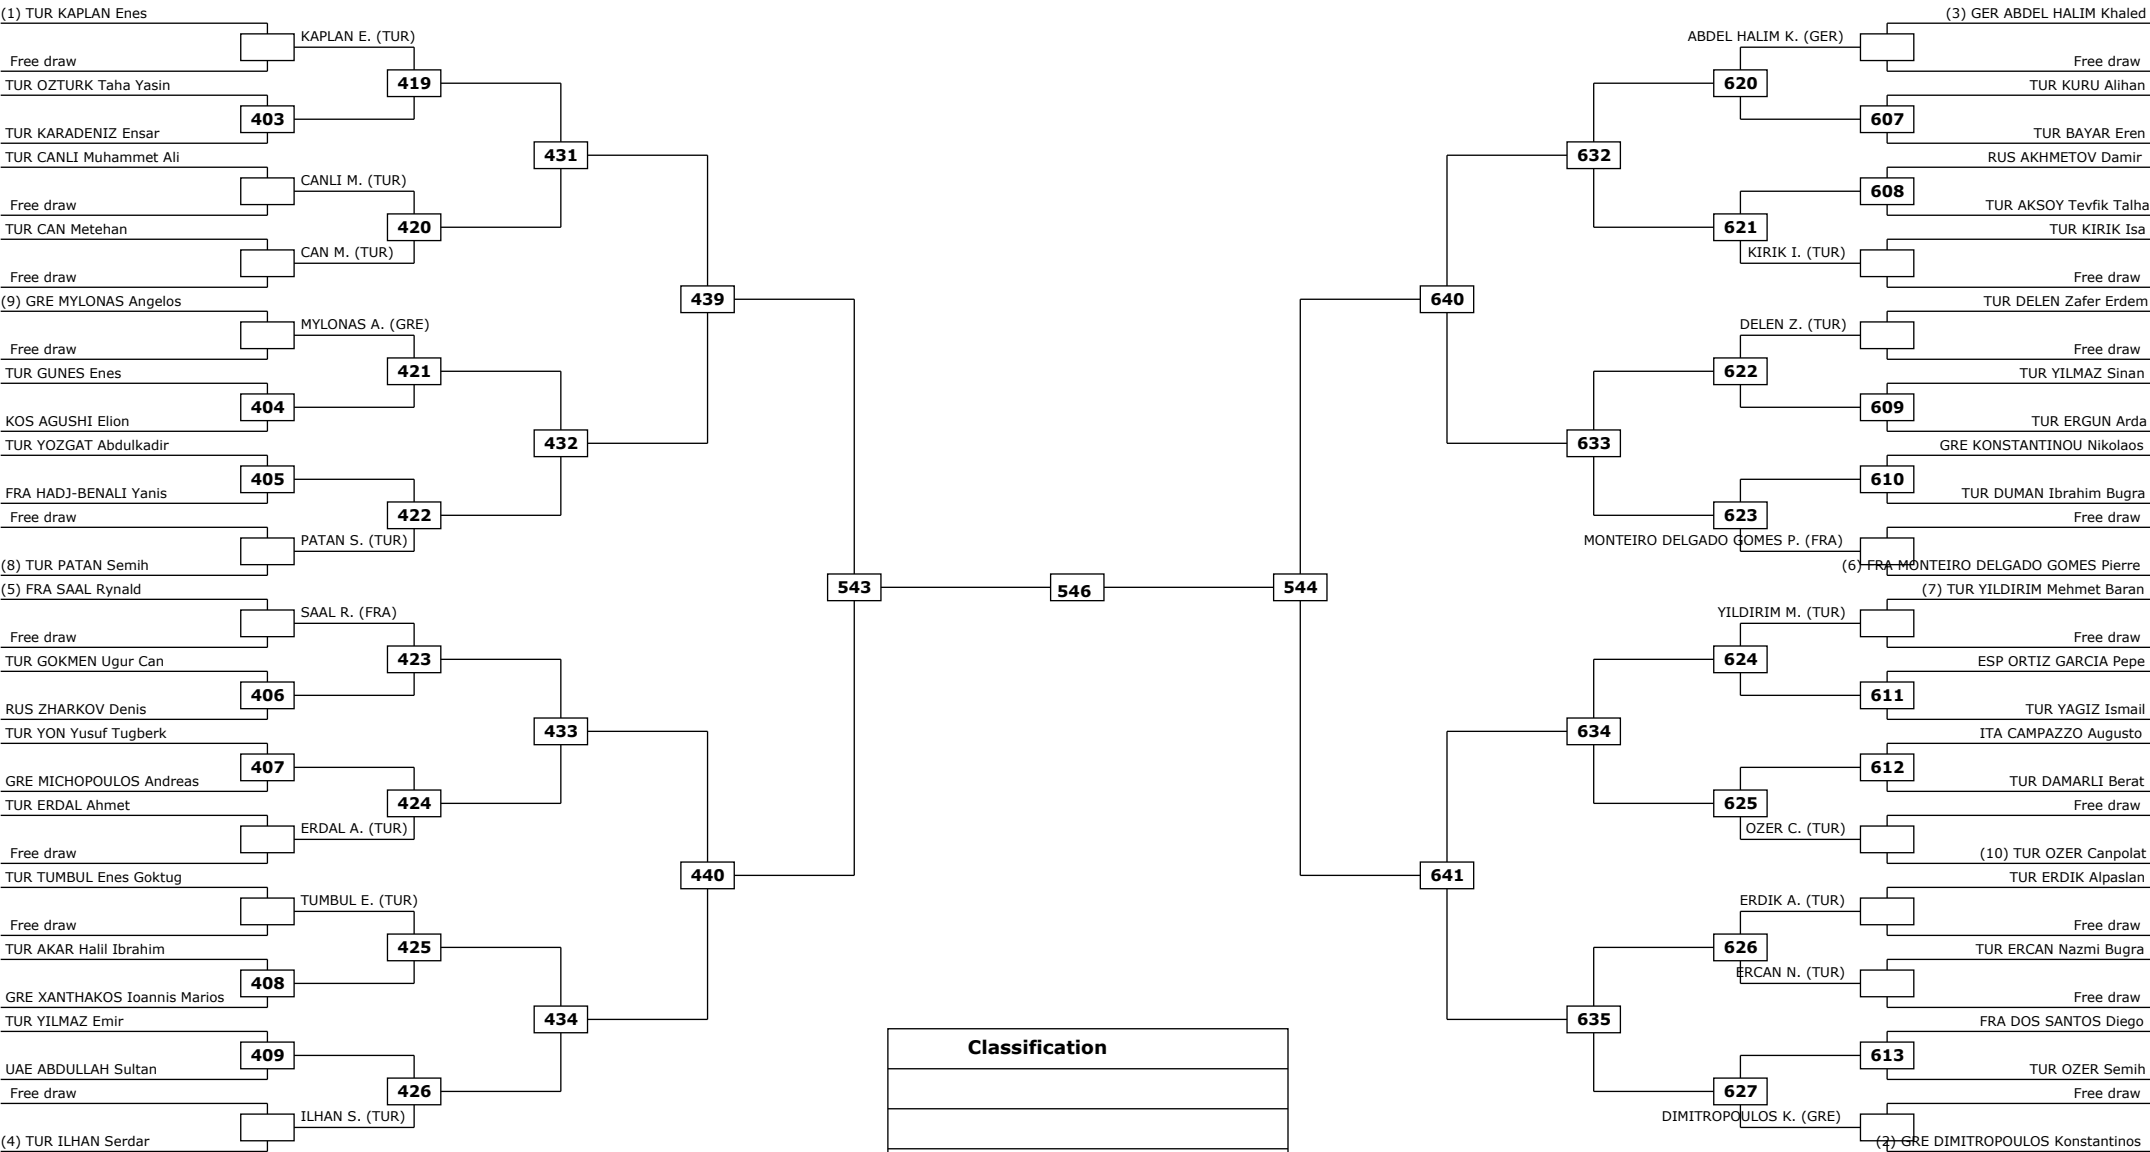 (1) TUR KAPLAN Enes
KAPLAN E. (TUR)
Free draw
419
TUR OZTURK Taha Yasin
403
TUR KARADENIZ Ensar
431
TUR CANLI Muhammet Ali
CANLI M. (TUR)
Free draw
420
TUR CAN Metehan
CAN M. (TUR)
Free draw
439
(9) GRE MYLONAS Angelos
MYLONAS A. (GRE)
Free draw
421
TUR GUNES Enes
404
KOS AGUSHI Elion
432
TUR YOZGAT Abdulkadir
405
FRA HADJ-BENALI Yanis
422
Free draw
PATAN S. (TUR)
(8) TUR PATAN Semih
543
546
544
(5) FRA SAAL Rynald
SAAL R. (FRA)
Free draw
423
TUR GOKMEN Ugur Can
406
RUS ZHARKOV Denis
433
TUR YON Yusuf Tugberk
407
GRE MICHOPOULOS Andreas
424
TUR ERDAL Ahmet
ERDAL A. (TUR)
Free draw
440
TUR TUMBUL Enes Goktug
TUMBUL E. (TUR)
Free draw
425
TUR AKAR Halil Ibrahim
408
GRE XANTHAKOS Ioannis Marios
434
TUR YILMAZ Emir
409
UAE ABDULLAH Sultan
426
Free draw
ILHAN S. (TUR)
(4) TUR ILHAN Serdar
Classification
(3) GER ABDEL HALIM Khaled
ABDEL HALIM K. (GER)
Free draw
620
TUR KURU Alihan
607
TUR BAYAR Eren
632
RUS AKHMETOV Damir
608
TUR AKSOY Tevfik Talha
621
TUR KIRIK Isa
KIRIK I. (TUR)
Free draw
640
TUR DELEN Zafer Erdem
DELEN Z. (TUR)
Free draw
622
TUR YILMAZ Sinan
609
TUR ERGUN Arda
633
GRE KONSTANTINOU Nikolaos
610
TUR DUMAN Ibrahim Bugra
623
Free draw
MONTEIRO DELGADO GOMES P. (FRA)
(6) FRA MONTEIRO DELGADO GOMES Pierre
(7) TUR YILDIRIM Mehmet Baran
YILDIRIM M. (TUR)
Free draw
624
ESP ORTIZ GARCIA Pepe
611
TUR YAGIZ Ismail
634
ITA CAMPAZZO Augusto
612
TUR DAMARLI Berat
625
Free draw
OZER C. (TUR)
(10) TUR OZER Canpolat
641
TUR ERDIK Alpaslan
ERDIK A. (TUR)
Free draw
626
TUR ERCAN Nazmi Bugra
ERCAN N. (TUR)
Free draw
635
FRA DOS SANTOS Diego
613
TUR OZER Semih
627
Free draw
DIMITROPOULOS K. (GRE)
(2) GRE DIMITROPOULOS Konstantinos